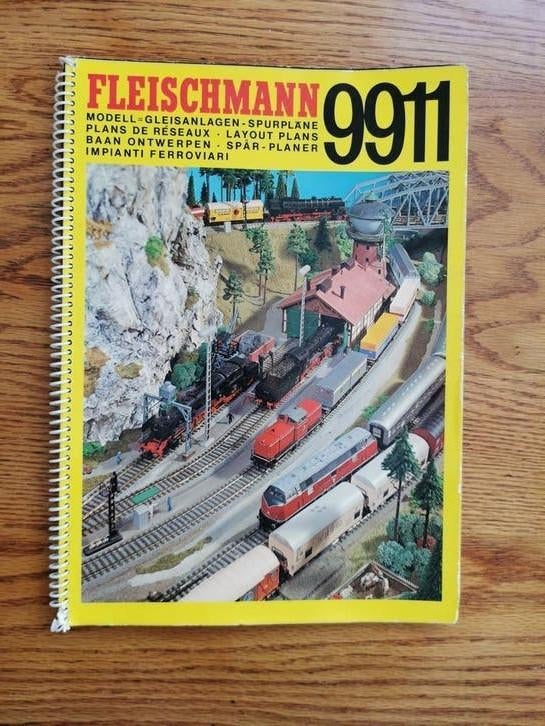 FLEISCHMANN 9911
MODELL=GLEISANLAGEN-SPURPLÄNE
PLANS DE RÉSEAUX · LAYOUT PLANS
BAAN ONTWERPEN · SPÅR-PLANER
IMPIANTI FERROVIARI